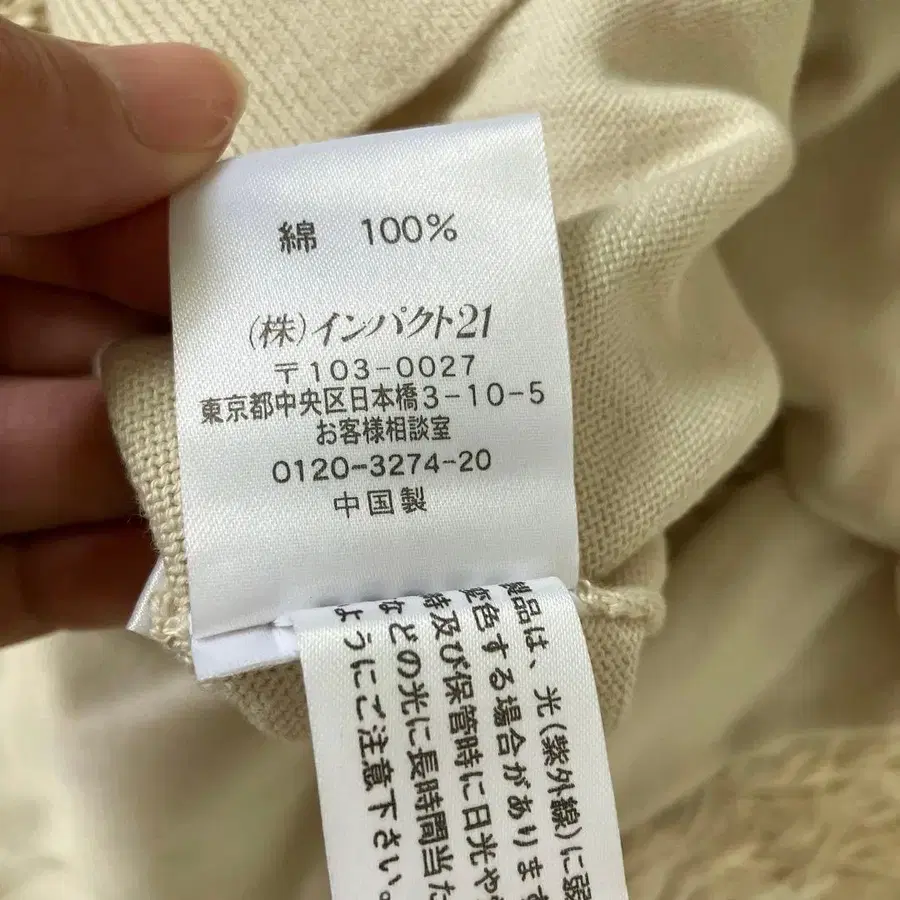 綿　100%
(株)インパクト21
〒103-0027
東京都中央区日本橋3-10-5
お客様相談室
0120-3274-20
中国製
製品は、光(紫外線)に弱
変色する場合があります
時及び保管時に日光や
などの光に長時間当た
ようにご注意下さい。